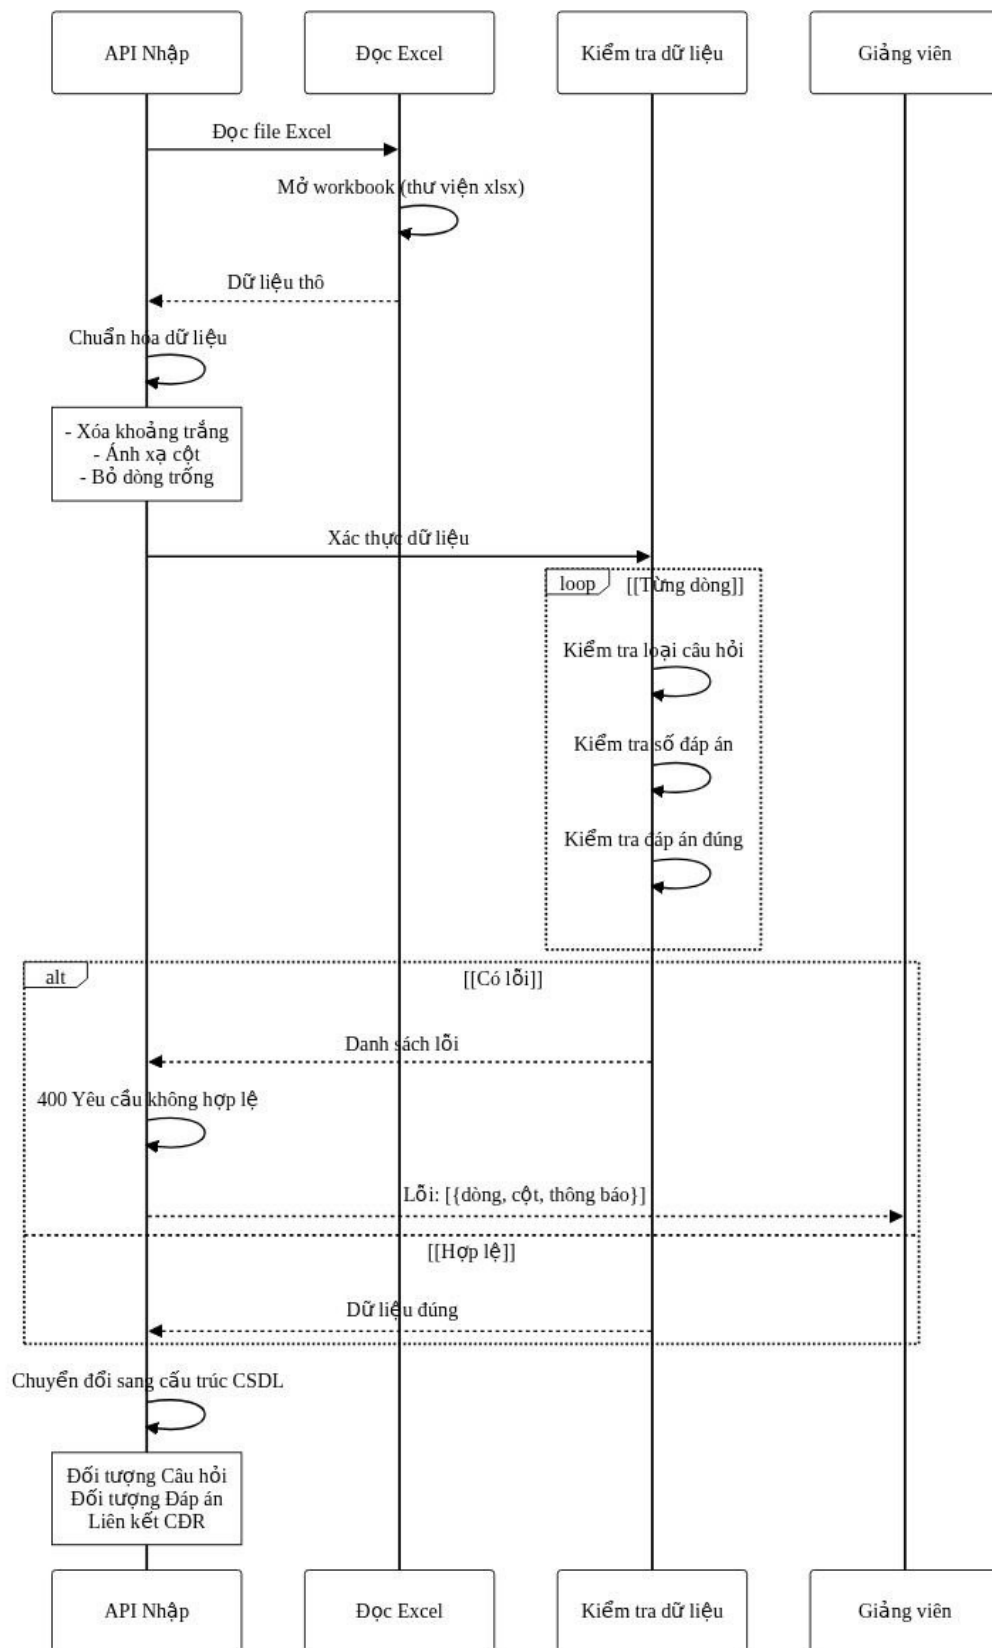 API Nhập
Đọc Excel
Kiểm tra dữ liệu
Giảng viên
Đọc file Excel
Mở workbook (thư viện xlsx)
Dữ liệu thô
Chuẩn hóa dữ liệu
- Xóa khoảng trắng
- Ánh xạ cột
- Bỏ dòng trống
Xác thực dữ liệu
loop
[[Từng dòng]]
Kiểm tra loại câu hỏi
Kiểm tra số đáp án
Kiểm tra đáp án đúng
alt
[[Có lỗi]]
Danh sách lỗi
400 Yêu cầu không hợp lệ
Lỗi: [{dòng, cột, thông báo}]
[[Hợp lệ]]
Dữ liệu đúng
Chuyển đổi sang cấu trúc CSDL
Đối tượng Câu hỏi
Đối tượng Đáp án
Liên kết CĐR
API Nhập
Đọc Excel
Kiểm tra dữ liệu
Giảng viên